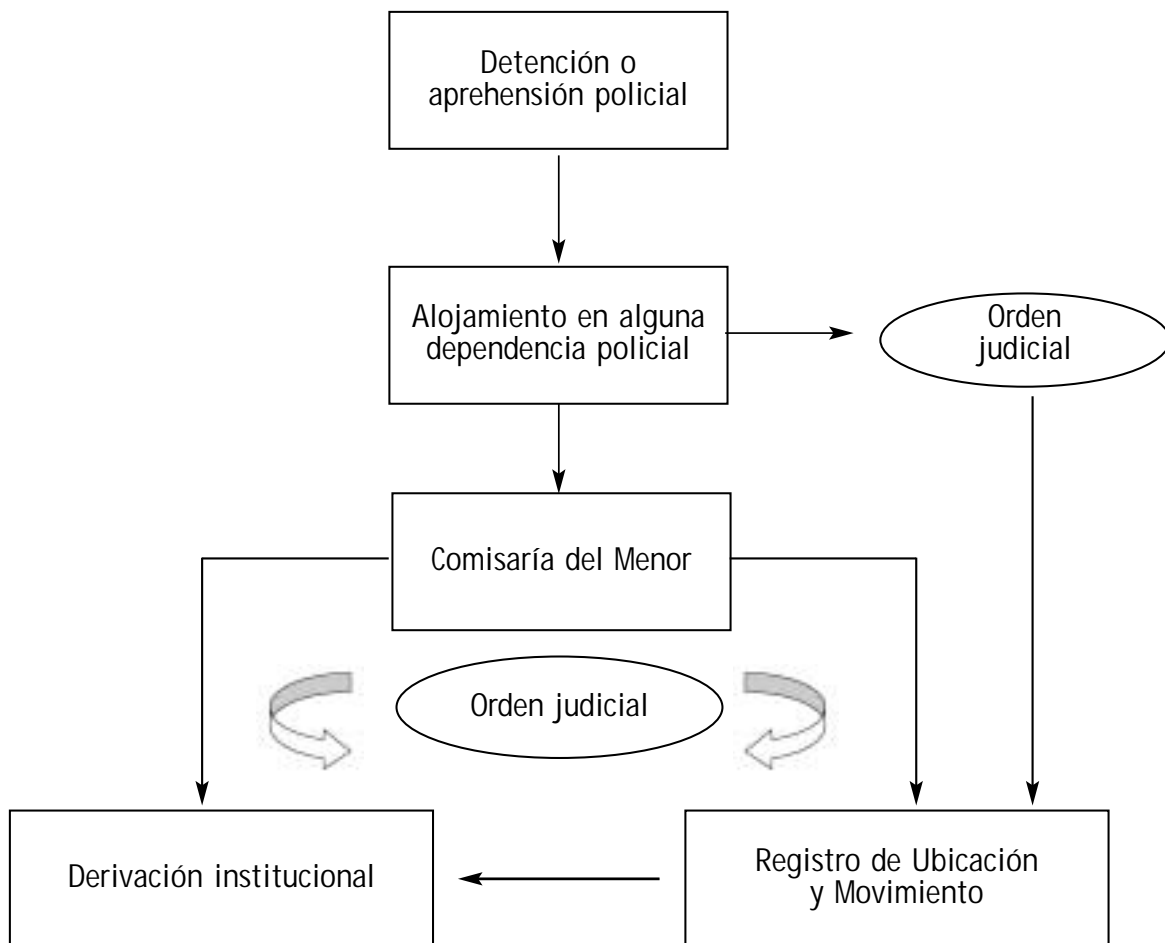 Detención o
aprehensión policial
Alojamiento en alguna
dependencia policial
Orden
judicial
Comisaría del Menor
Orden judicial
Derivación institucional
Registro de Ubicación
y Movimiento